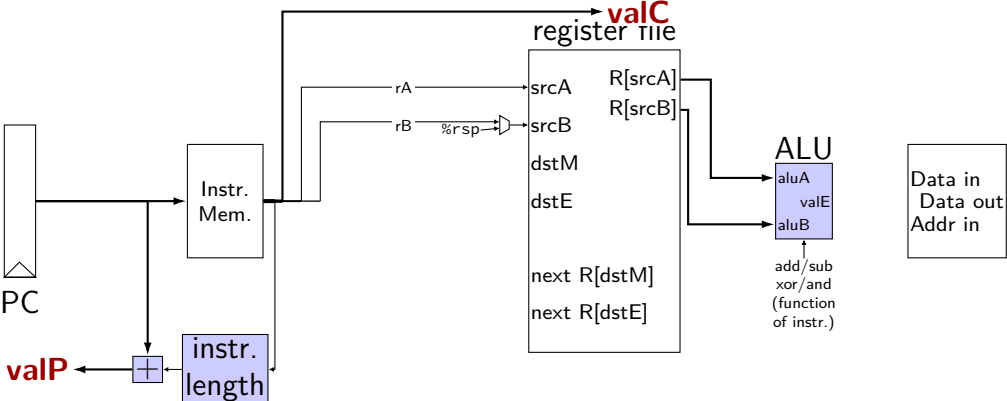 valC
register file
rA
srcA
R[srcA]
R[srcB]
rB
%rsp
srcB
ALU
Instr.
Mem.
dstM
dstE
aluA
valE
aluB
Data in
Data out
Addr in
PC
add/sub
xor/and
(function
of instr.)
next R[dstM]
next R[dstE]
instr.
length
+
valP